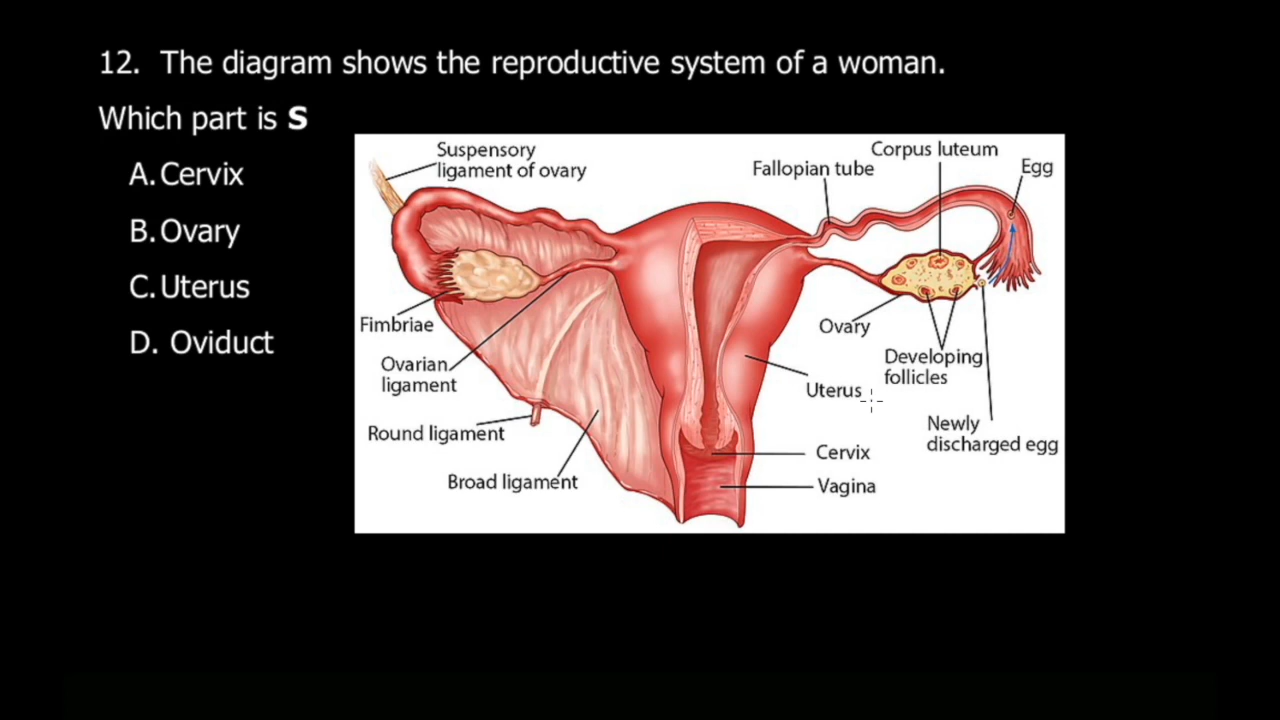 12. The diagram shows the reproductive system of a woman.
Which part is S
A. Cervix
B. Ovary
C. Uterus
D. Oviduct
Suspensory
ligament of ovary
Fallopian tube
Corpus luteum
Egg
Fimbriae
Ovarian
ligament
Round ligament
Broad ligament
Ovary
Developing
follicles
Uterus
Newly
discharged egg
Cervix
Vagina